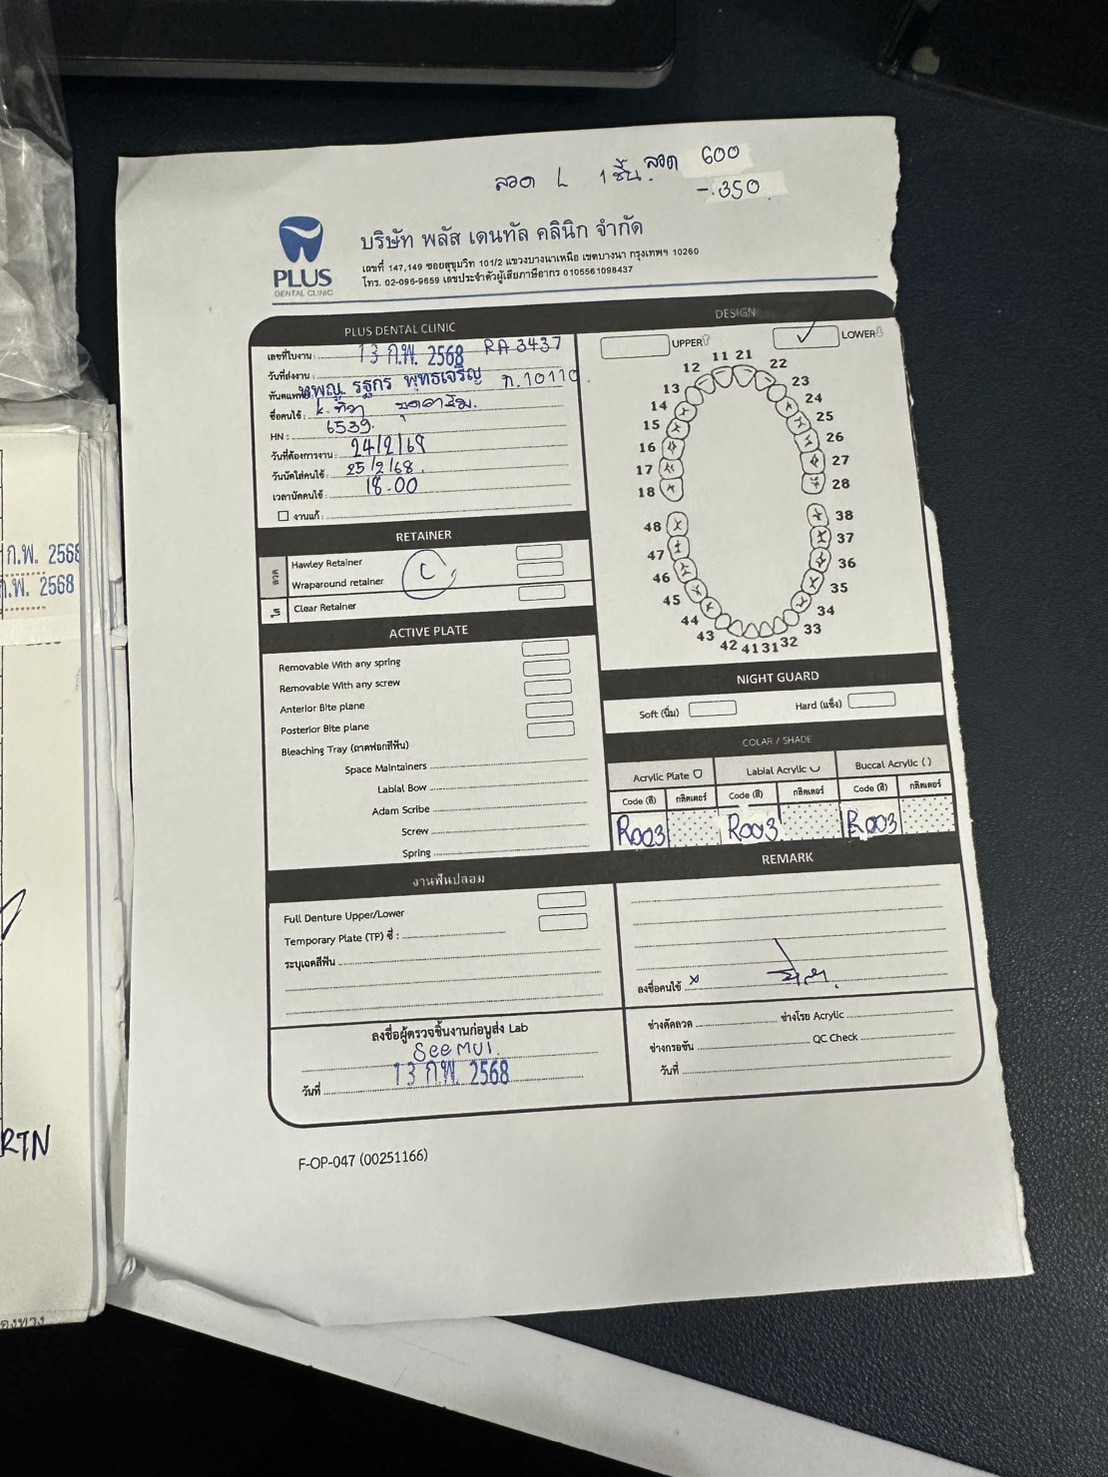 ลวด L 1 ชิ้น. ลวด 600
-.350
PLUS
DENTAL CLINIC
บริษัท พลัส เดนทัล คลินิก จำกัด
เลขที่ 147,149 ซอยสุขุมวิท 101/2 แขวงบางนาเหนือ เขตบางนา กรุงเทพฯ 10260
โทร. 02-096-9659 เลขประจำตัวผู้เสียภาษีอากร 0105561098437
PLUS DENTAL CLINIC
เลขที่ใบงาน : 13 ก.พ. 2568 RA 3437
วันที่ส่งงาน :
ทันตแพทย์ ทพญ. รฐกร พุทธเจริญ ท.10110
ชื่อคนไข้ : k. ทิวา
HN : 6539.
วันที่ต้องการงาน : 24/2/68
วันนัดใส่คนไข้ : 25/2/68.
เวลานัดคนไข้ : 18.00
งานแก้ :
RETAINER
ลวด
Hawley Retainer
Wraparound retainer
C
ใส
Clear Retainer
ACTIVE PLATE
Removable With any spring
Removable With any screw
Anterior Bite plane
Posterior Bite plane
Bleaching Tray (ถาดฟอกสีฟัน)
Space Maintainers
Labial Bow
Adam Scribe
Screw
Spring
งานฟันปลอม
Full Denture Upper/Lower
Temporary Plate (TP) ซี่ :
ระบุเฉดสีฟัน
ลงชื่อผู้ตรวจชิ้นงานก่อนส่ง Lab
See Mui.
วันที่ 13 ก.พ. 2568
DESIGN
UPPER
✓ LOWER
11 21
12 22
13 23
14 24
15 25
16 26
17 27
18 28
48 38
47 37
46 36
45 35
44 34
43 33
42 41 31 32
NIGHT GUARD
Soft (นิ่ม) Hard (แข็ง)
COLAR / SHADE
Acrylic Plate Labial Acrylic Buccal Acrylic ( )
Code (สี) กลิตเตอร์ Code (สี) กลิตเตอร์ Code (สี) กลิตเตอร์
R003 R003 R003
REMARK
ลงชื่อคนไข้ x
ช่างดัดลวด ช่างโรย Acrylic
ช่างกรอขัน QC Check
วันที่
F-OP-047 (00251166)
ก.พ. 2568
ก.พ. 2568
RTN